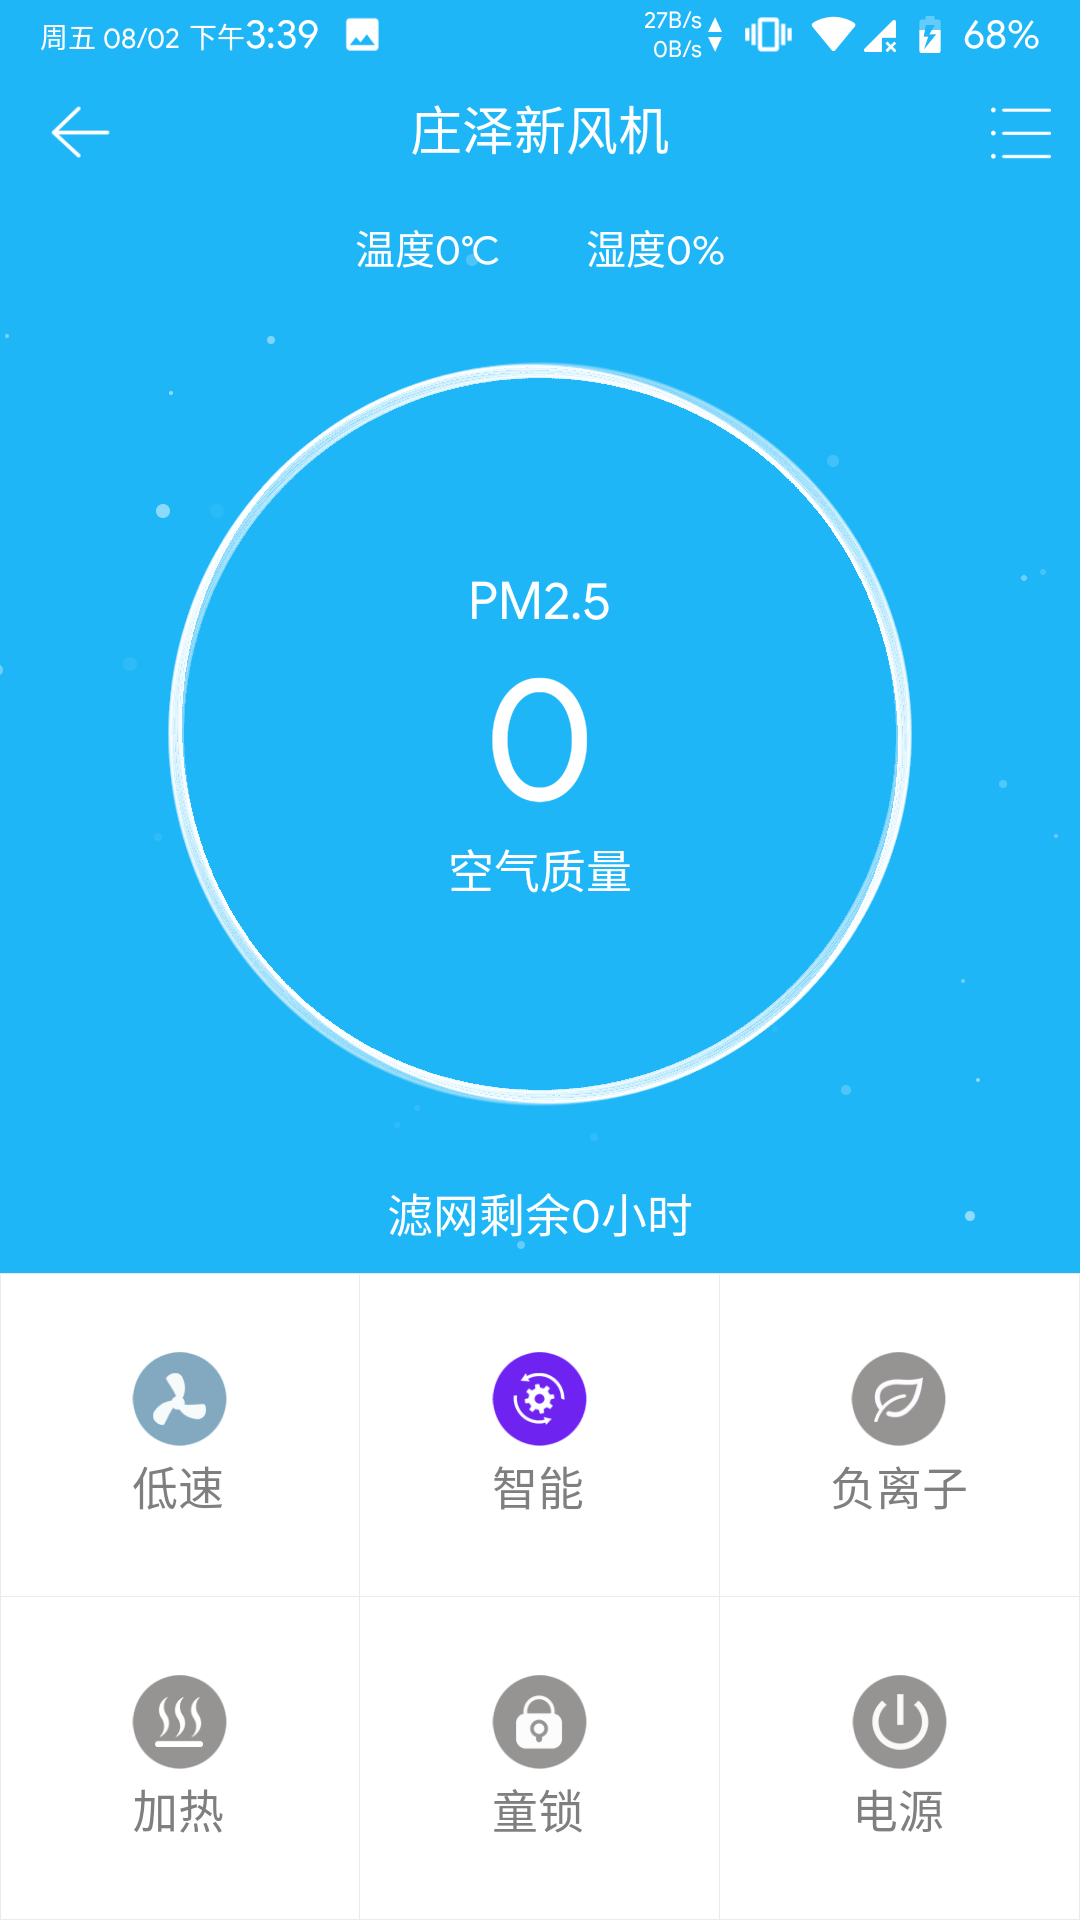 周五 08/02 下午3:39 27B/s 0B/s 68%
庄泽新风机
温度0℃ 湿度0%
PM2.5
0
空气质量
滤网剩余0小时
低速 智能 负离子
加热 童锁 电源